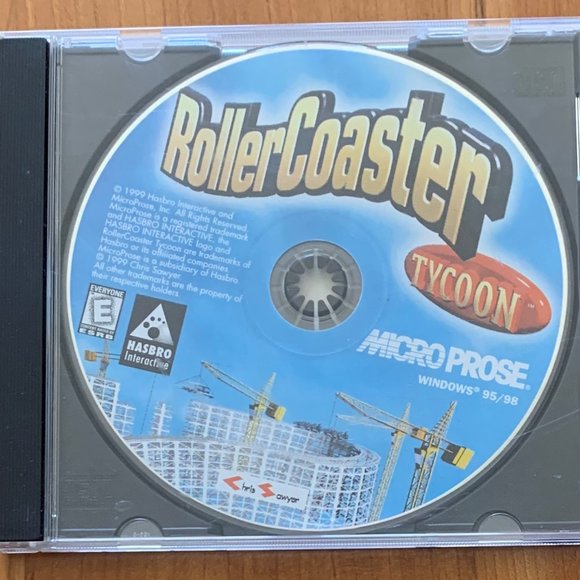 RollerCoaster
TYCOON ™
© 1999 Hasbro Interactive and
MicroProse, Inc. All Rights Reserved.
MicroProse is a registered trademark
and HASBRO INTERACTIVE, the
HASBRO INTERACTIVE logo and
RollerCoaster Tycoon are trademarks of
Hasbro or its affiliated companies.
MicroProse is a subsidiary of Hasbro
© 1999 Chris Sawyer
All other trademarks are the property of
their respective holders.
EVERYONE
E
ESRB
HASBRO
Interactive
MICROPROSE®
WINDOWS® 95/98
Chris Sawyer